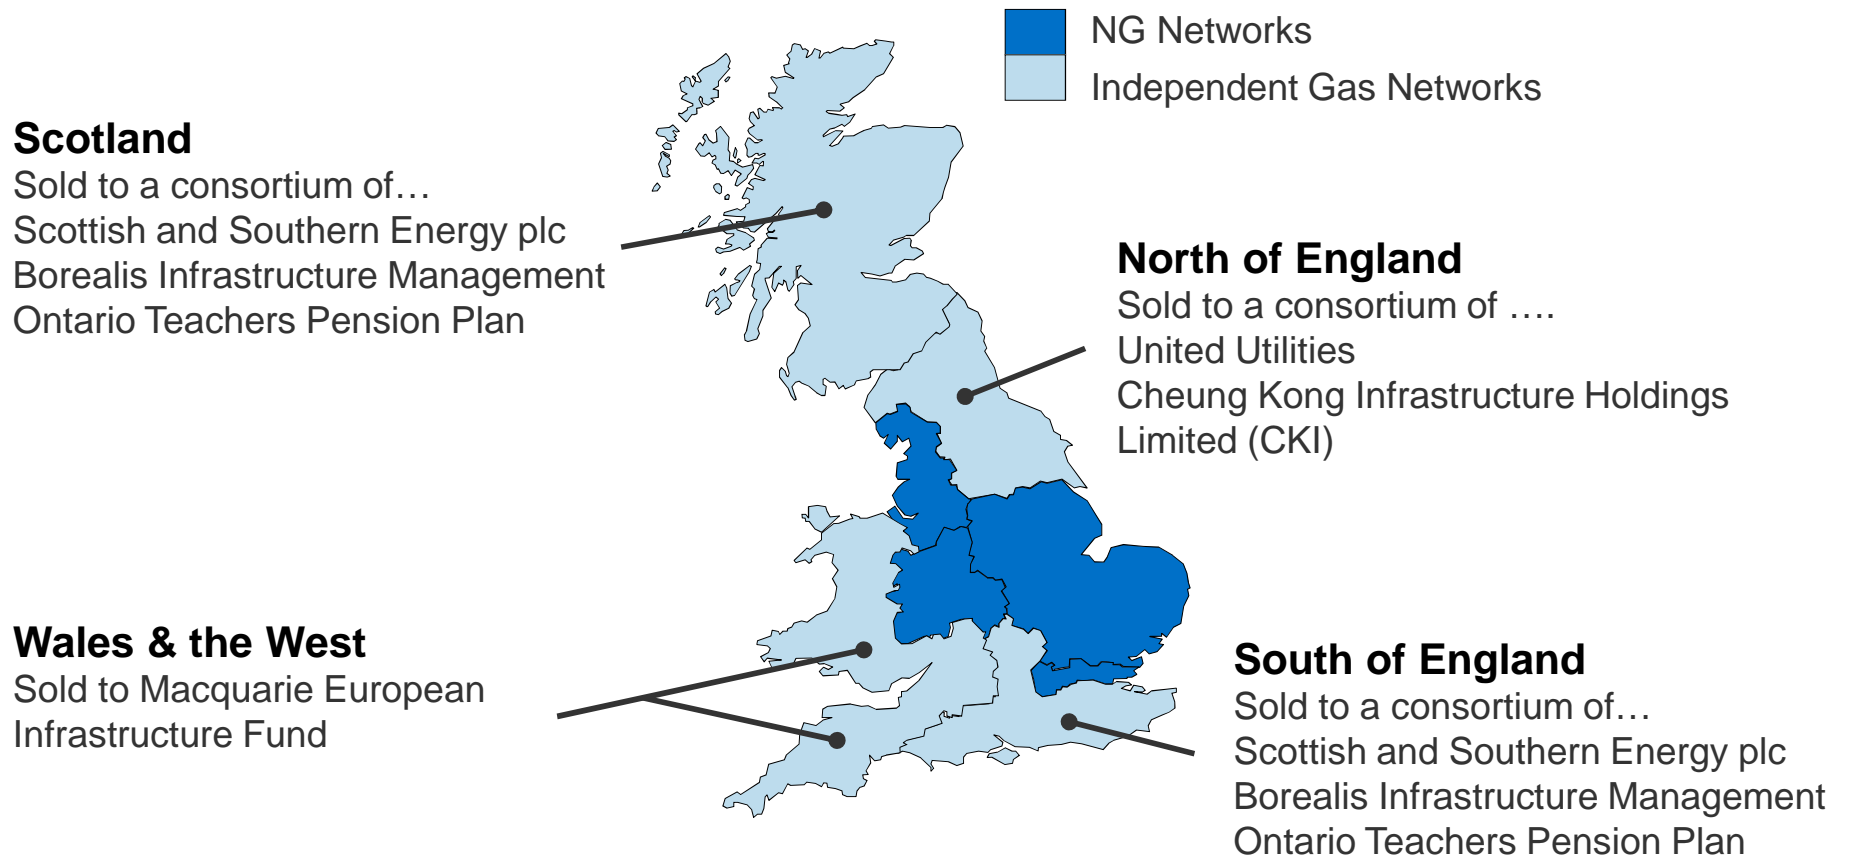 NG Networks
Independent Gas Networks
Scotland
Sold to a consortium of…
Scottish and Southern Energy plc
Borealis Infrastructure Management
Ontario Teachers Pension Plan
North of England
Sold to a consortium of ….
United Utilities
Cheung Kong Infrastructure Holdings
Limited (CKI)
Wales & the West
Sold to Macquarie European
Infrastructure Fund
South of England
Sold to a consortium of…
Scottish and Southern Energy plc
Borealis Infrastructure Management
Ontario Teachers Pension Plan